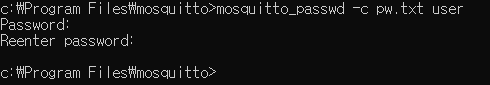 c:₩Program Files₩mosquitto>mosquitto_passwd -c pw.txt user
Password:
Reenter password:
c:₩Program Files₩mosquitto>